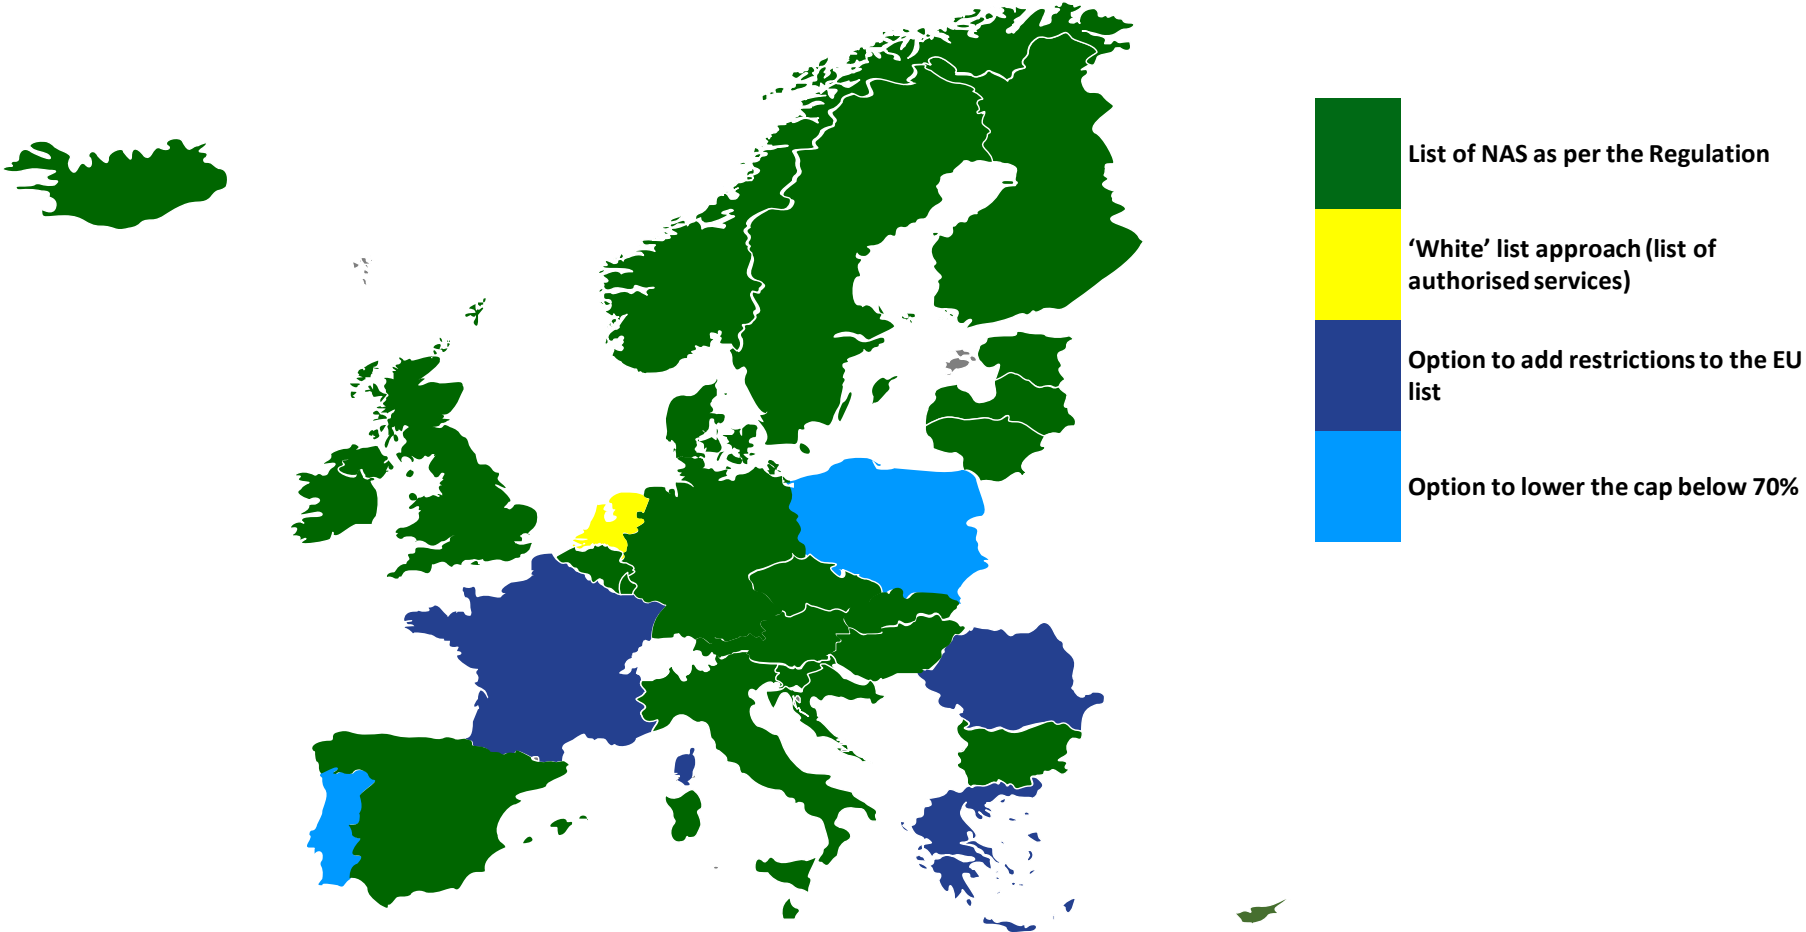 List of NAS as per the Regulation
‘White’ list approach (list of
authorised services)
Option to add restrictions to the EU
list
Option to lower the cap below 70%